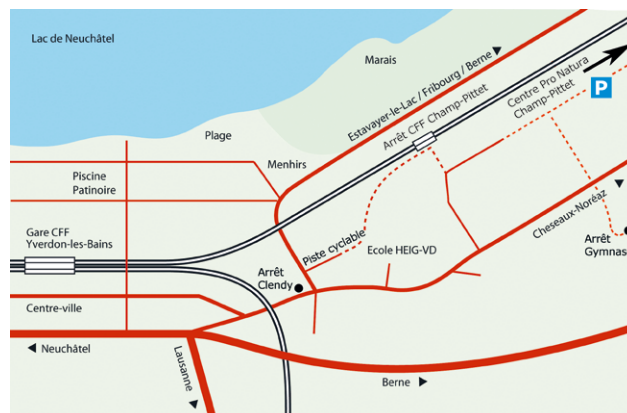 Lac de Neuchâtel
Marais
Estavayer-le-Lac / Fribourg / Berne
Arrêt CFF Champ-Pittet
Centre Pro Natura
Champ-Pittet
P
Plage
Menhirs
Piscine
Patinoire
Cheseaux-Noréaz
Gare CFF
Yverdon-les-Bains
Piste cyclable
Ecole HEIG-VD
Arrêt
Gymnas
Arrêt
Clendy
Centre-ville
Neuchâtel
Lausanne
Berne